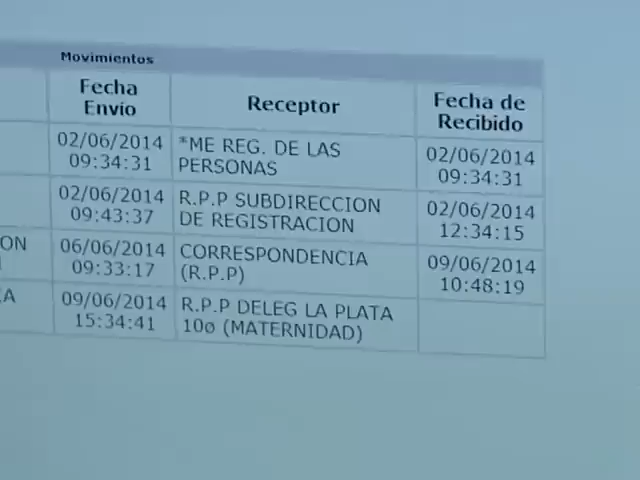 Movimientos
Fecha
Envío
Receptor
Fecha de
Recibido
02/06/2014
09:34:31
*ME REG. DE LAS
PERSONAS
02/06/2014
09:34:31
02/06/2014
09:43:37
R.P.P SUBDIRECCION
DE REGISTRACION
02/06/2014
12:34:15
ON
06/06/2014
09:33:17
CORRESPONDENCIA
(R.P.P)
09/06/2014
10:48:19
09/06/2014
15:34:41
R.P.P DELEG LA PLATA
10ø (MATERNIDAD)